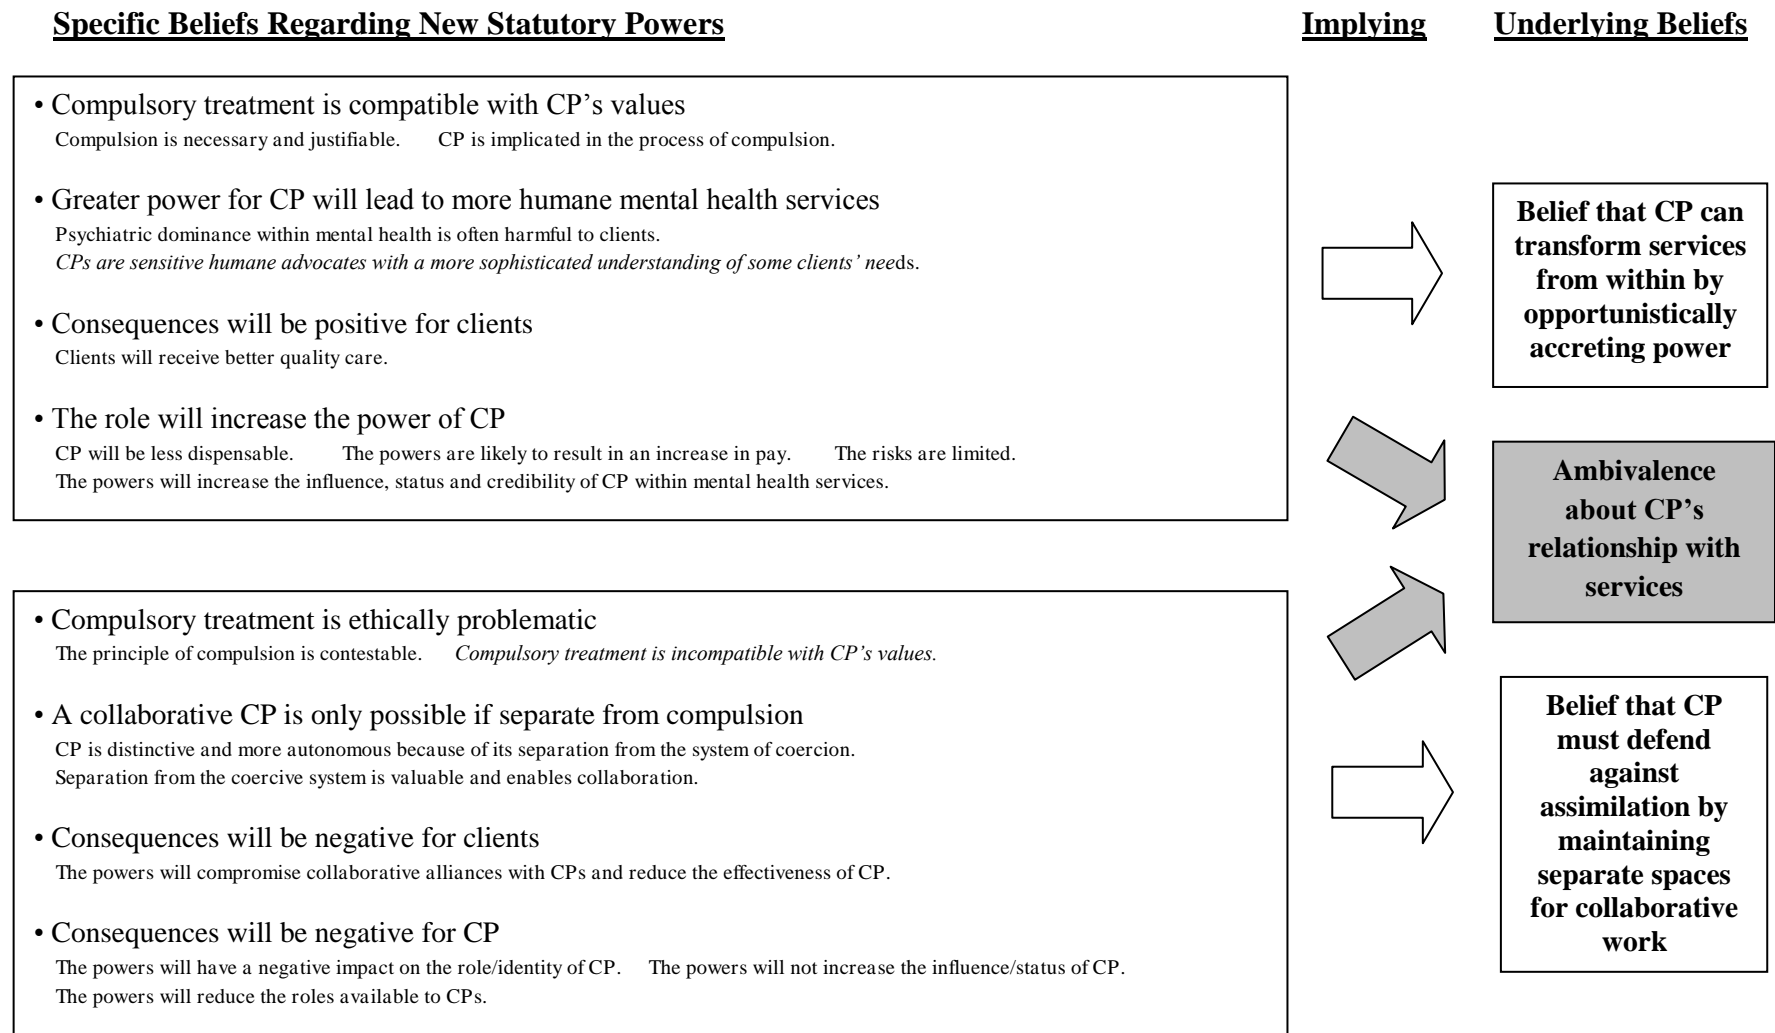 Specific Beliefs Regarding New Statutory Powers
Implying
Underlying Beliefs
• Compulsory treatment is compatible with CP's values
Compulsion is necessary and justifiable. CP is implicated in the process of compulsion.
• Greater power for CP will lead to more humane mental health services
Psychiatric dominance within mental health is often harmful to clients.
CPs are sensitive humane advocates with a more sophisticated understanding of some clients' needs.
• Consequences will be positive for clients
Clients will receive better quality care.
• The role will increase the power of CP
CP will be less dispensable. The powers are likely to result in an increase in pay. The risks are limited.
The powers will increase the influence, status and credibility of CP within mental health services.
• Compulsory treatment is ethically problematic
The principle of compulsion is contestable. Compulsory treatment is incompatible with CP's values.
• A collaborative CP is only possible if separate from compulsion
CP is distinctive and more autonomous because of its separation from the system of coercion.
Separation from the coercive system is valuable and enables collaboration.
• Consequences will be negative for clients
The powers will compromise collaborative alliances with CPs and reduce the effectiveness of CP.
• Consequences will be negative for CP
The powers will have a negative impact on the role/identity of CP. The powers will not increase the influence/status of CP.
The powers will reduce the roles available to CPs.
Belief that CP can
transform services
from within by
opportunistically
accreting power
Ambivalence
about CP's
relationship with
services
Belief that CP
must defend
against
assimilation by
maintaining
separate spaces
for collaborative
work